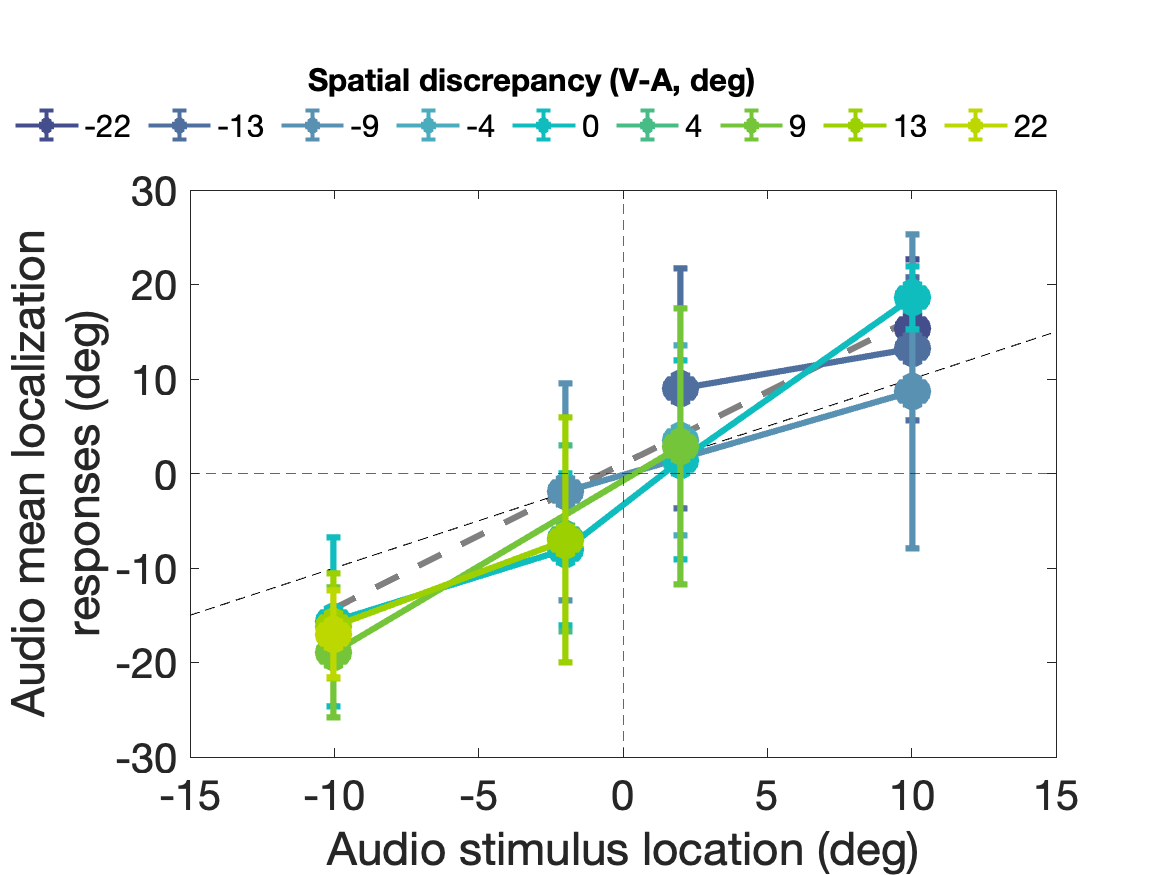 Spatial discrepancy (V-A, deg)
-22 -13 -9 -4 0 4 9 13 22
Audio mean localization
responses (deg)
30
20
10
0
-10
-20
-30
-15 -10 -5 0 5 10 15
Audio stimulus location (deg)